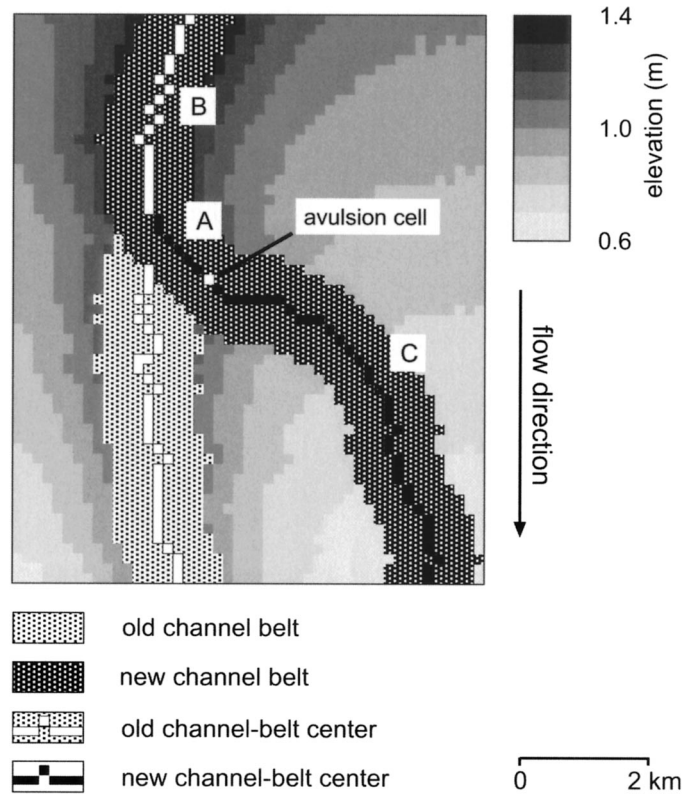 1.4
B
1.0
elevation (m)
A
avulsion cell
0.6
C
flow direction
old channel belt
new channel belt
old channel-belt center
new channel-belt center
0 2 km